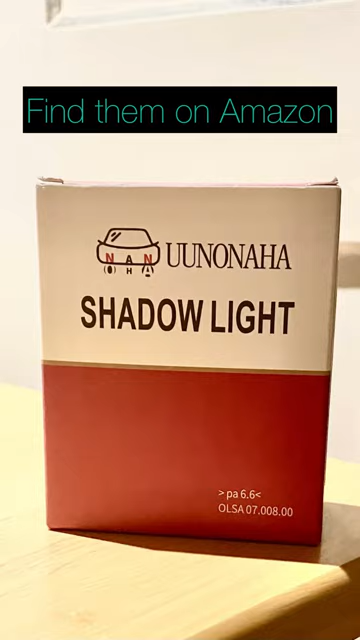 Find them on Amazon
UUNONAHA
N A N
H
SHADOW LIGHT
> pa 6.6<
OLSA 07.008.00